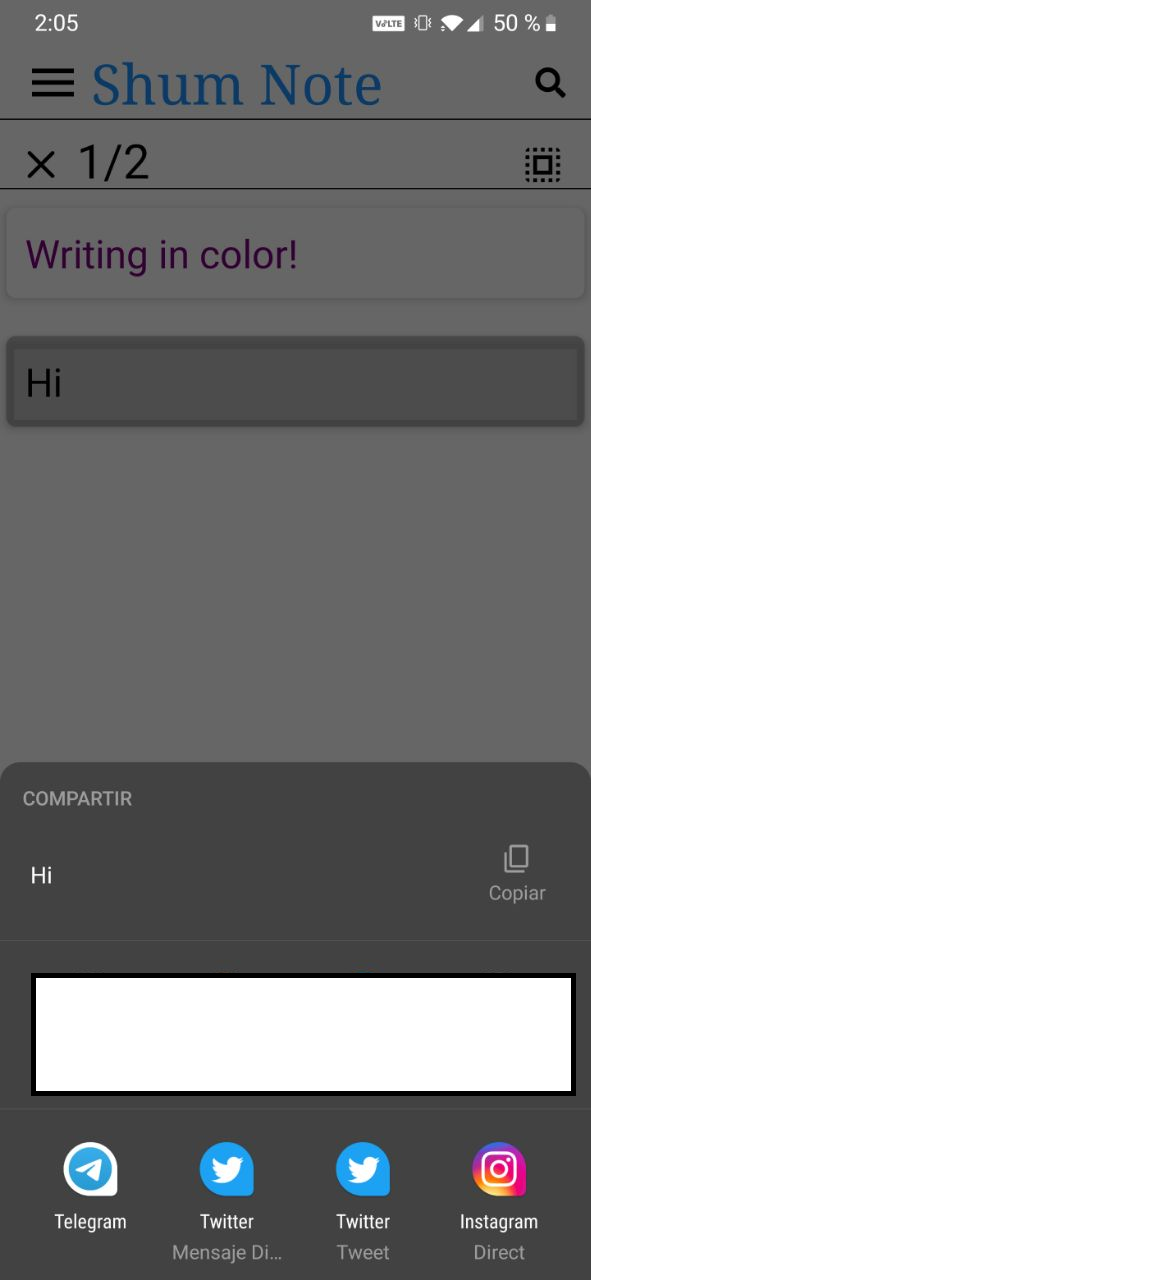 2:05 VoLTE 50 %
Shum Note
1/2
Writing in color!
Hi
COMPARTIR
Hi
Copiar
Telegram Twitter Twitter Instagram
Mensaje Di... Tweet Direct